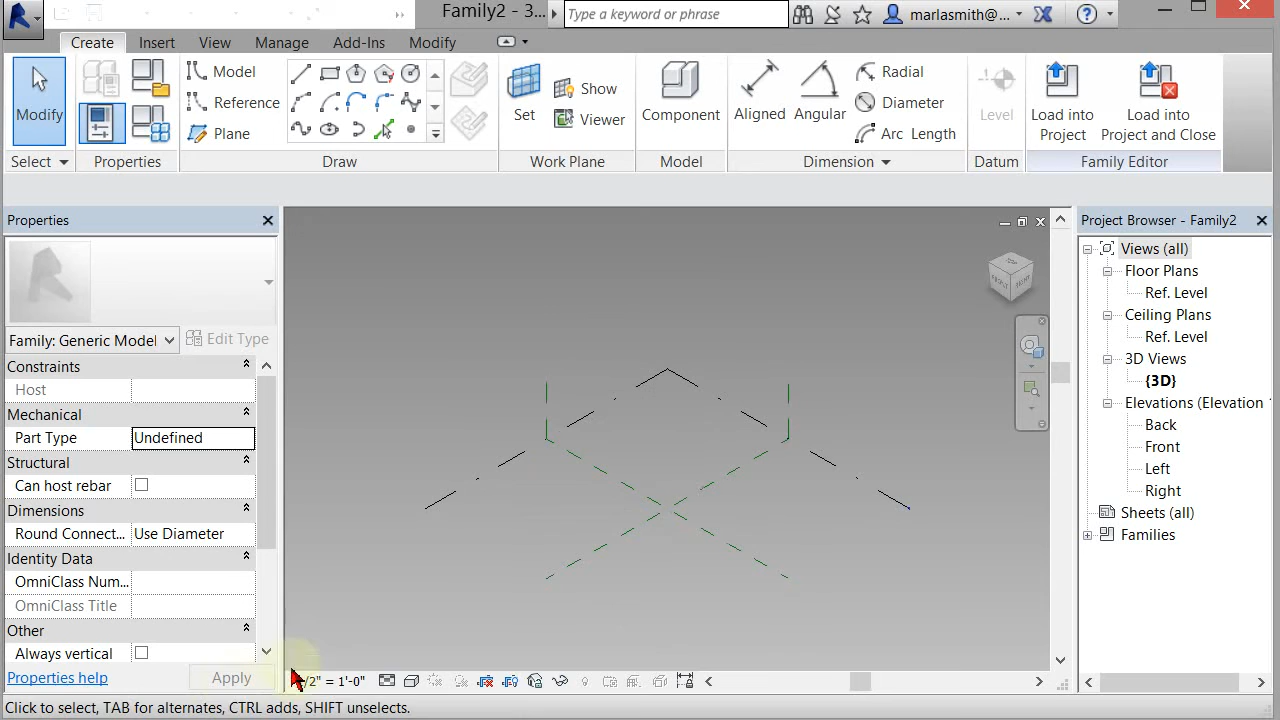 Family2 - 3...
Type a keyword or phrase
marlasmith@...
Create
Insert
View
Manage
Add-Ins
Modify
Modify
Select
Properties
Model
Reference
Plane
Draw
Set
Show
Viewer
Work Plane
Component
Model
Aligned
Angular
Radial
Diameter
Arc Length
Dimension
Level
Datum
Load into
Project
Load into
Project and Close
Family Editor
Properties
Family: Generic Model
Edit Type
Constraints
Host
Mechanical
Part Type
Undefined
Structural
Can host rebar
Dimensions
Round Connect...
Use Diameter
Identity Data
OmniClass Num...
OmniClass Title
Other
Always vertical
Properties help
Apply
/2" = 1'-0"
FRONT
RIGHT
Project Browser - Family2
Views (all)
Floor Plans
Ref. Level
Ceiling Plans
Ref. Level
3D Views
{3D}
Elevations (Elevation
Back
Front
Left
Right
Sheets (all)
Families
Click to select, TAB for alternates, CTRL adds, SHIFT unselects.